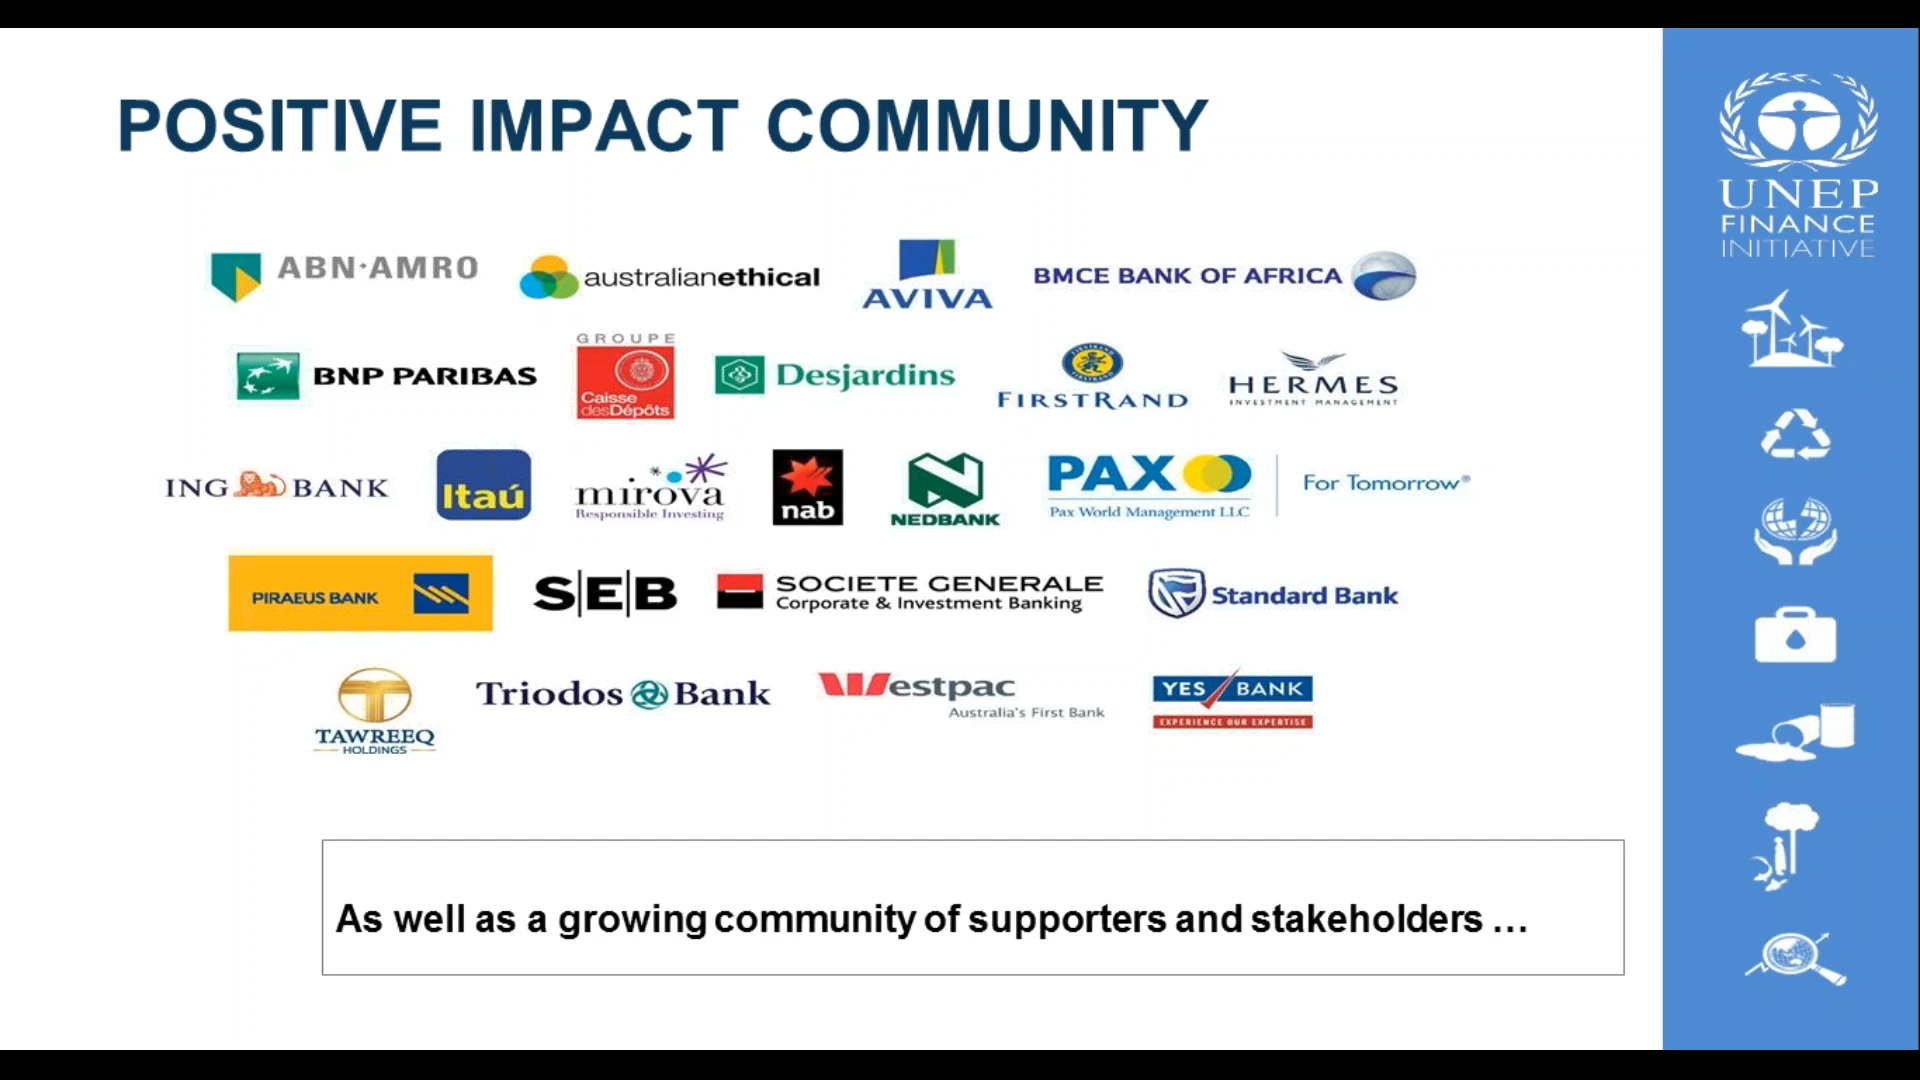 POSITIVE IMPACT COMMUNITY
ABN·AMRO
australianethical
AVIVA
BMCE BANK OF AFRICA
BNP PARIBAS
GROUPE
Caisse
desDépôts
Desjardins
FIRSTRAND
HERMES
INVESTMENT MANAGEMENT
ING BANK
Itaú
mirova
Responsible Investing
nab
NEDBANK
PAX
Pax World Management LLC
For Tomorrow®
PIRAEUS BANK
S|E|B
SOCIETE GENERALE
Corporate & Investment Banking
Standard Bank
TAWREEQ
HOLDINGS
Triodos Bank
Westpac
Australia's First Bank
YES BANK
EXPERIENCE OUR EXPERTISE
As well as a growing community of supporters and stakeholders ...
UNEP
FINANCE
INITIATIVE